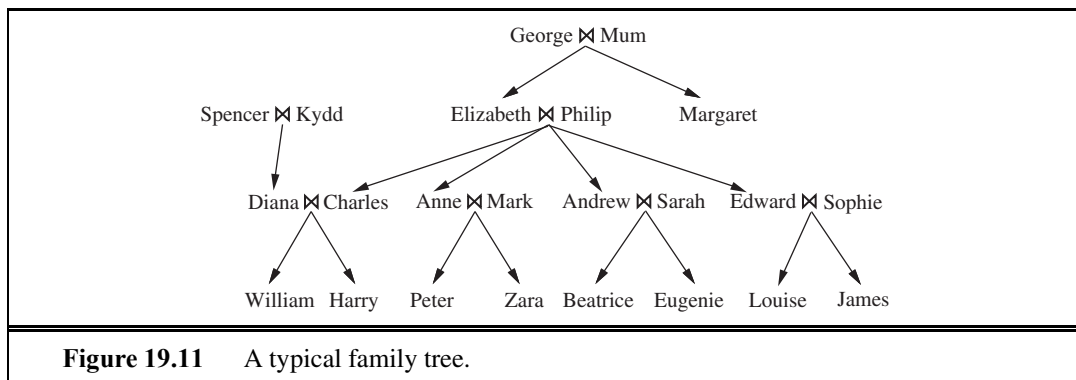 George ⋈ Mum
Spencer ⋈ Kydd Elizabeth ⋈ Philip Margaret
Diana ⋈ Charles Anne ⋈ Mark Andrew ⋈ Sarah Edward ⋈ Sophie
William Harry Peter Zara Beatrice Eugenie Louise James
Figure 19.11 A typical family tree.